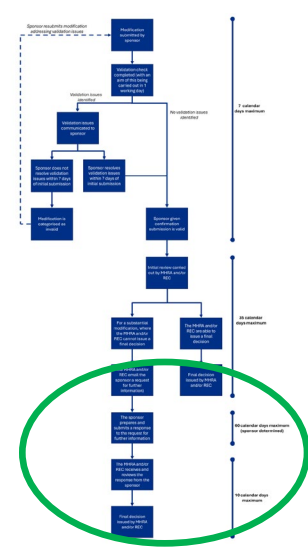 Sponsor resubmits modification
addressing validation issues
Modification
submitted by
sponsor
Validation check
completed (with an
aim of this being
carried out in 1
working day)
Validation issues
identified
No validation issues
identified
7 calendar
days maximum
Validation issues
communicated to
sponsor
Sponsor does not
resolve validation
issues within 7 days
of initial submission
Sponsor resolves
validation issues
within 7 days of
initial submission
Modification is
categorised as
invalid
Sponsor given
confirmation
submission is valid
Initial review carried
out by MHRA and/or
REC
35 calendar
days maximum
For a substantial
modification, where
the MHRA and/or
REC cannot issue a
final decision
The MHRA and/or
REC are able to
issue a final
decision
MHRA and/or
REC email the
sponsor a request
for further
information)
Final decision
issued by MHRA
and/or REC
The sponsor
prepares and
submits a response
to the request for
further information
60 calendar days maximum
(sponsor determined)
The MHRA and/or
REC receives and
reviews the
response from the
sponsor
10 calendar days
maximum
Final decision
issued by MHRA
and/or REC